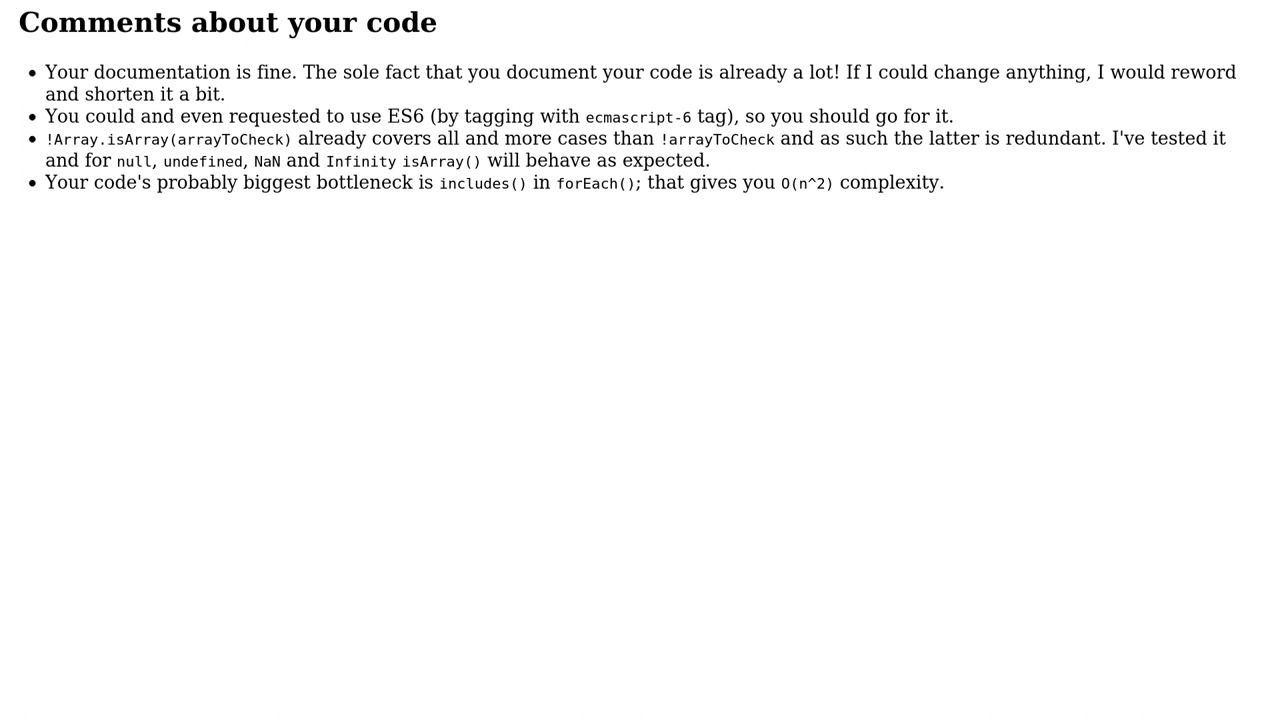 Comments about your code
• Your documentation is fine. The sole fact that you document your code is already a lot! If I could change anything, I would reword
and shorten it a bit.
• You could and even requested to use ES6 (by tagging with ecmascript-6 tag), so you should go for it.
• !Array.isArray(arrayToCheck) already covers all and more cases than !arrayToCheck and as such the latter is redundant. I've tested it
and for null, undefined, NaN and Infinity isArray() will behave as expected.
• Your code's probably biggest bottleneck is includes() in forEach(); that gives you O(n^2) complexity.